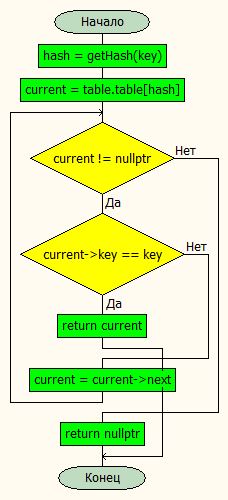 Начало
hash = getHash(key)
current = table.table[hash]
current != nullptr
Нет
Да
current->key == key
Нет
Да
return current
current = current->next
return nullptr
Конец